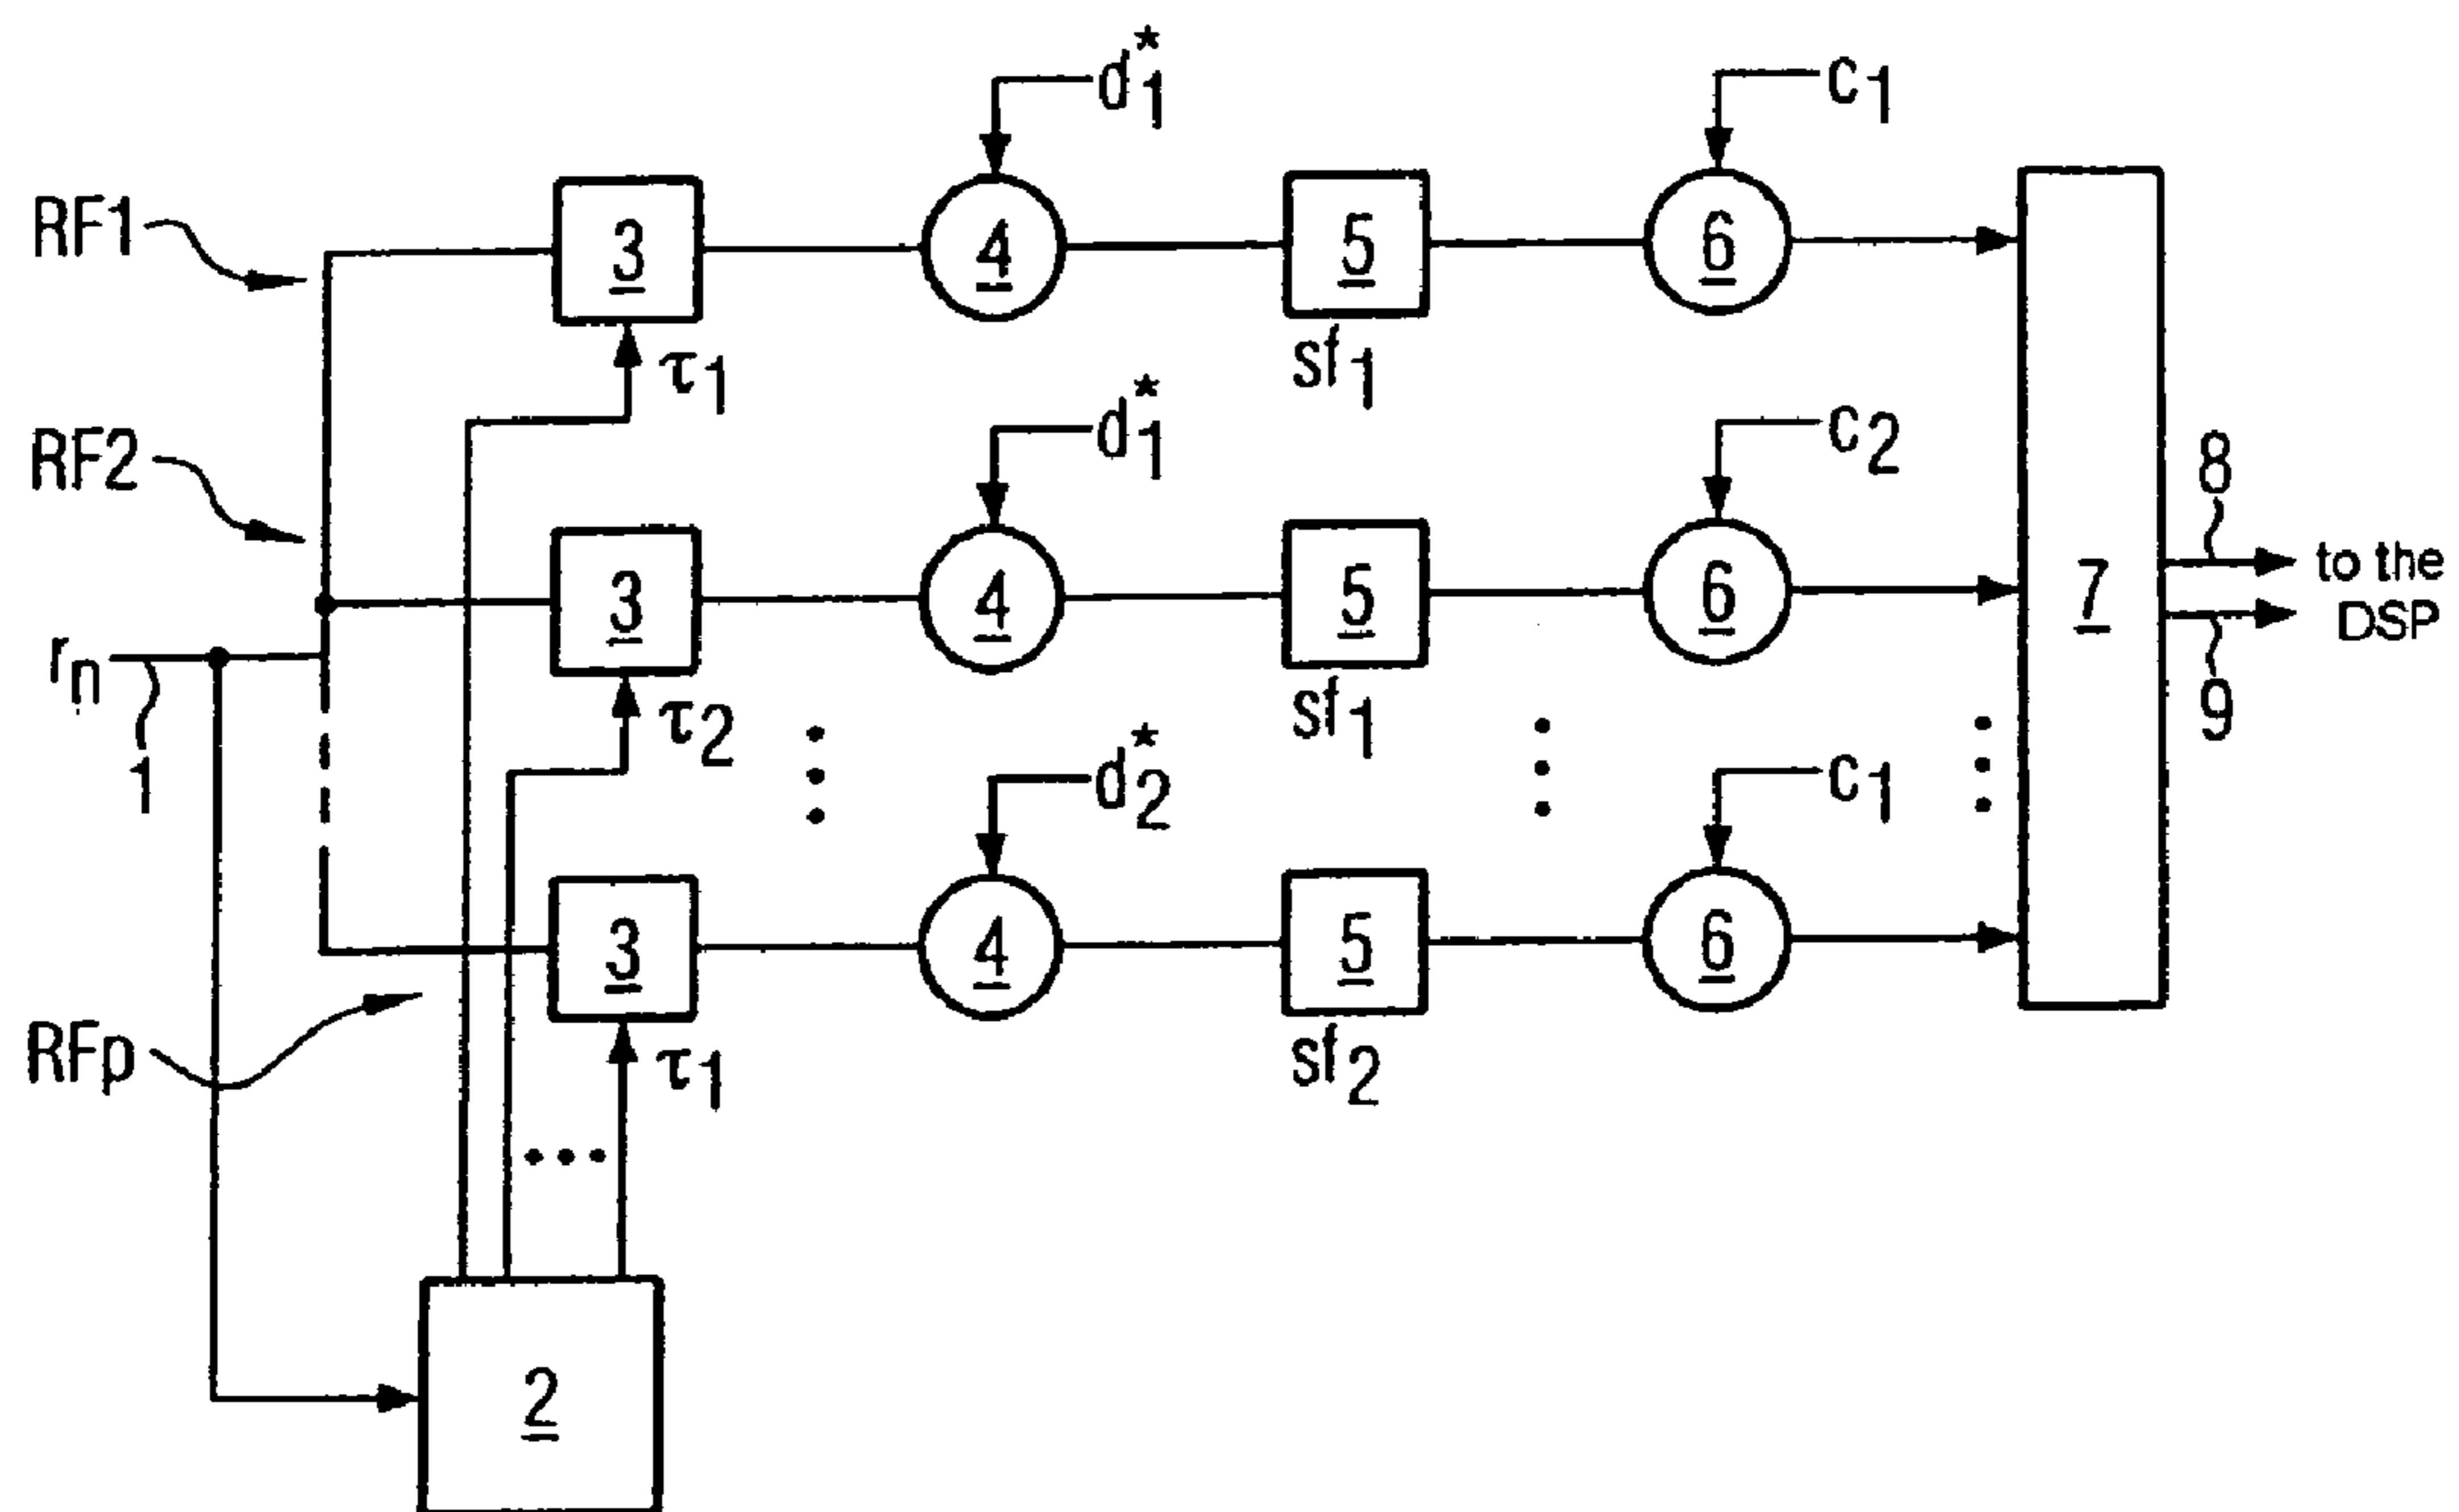 d*1 c1
RF1 3 4 5 6
τ1 sf1
d*1 c2
RF2 8
3 4 5 6 7 to the
DSP
rn τ2 sf1 9
1 d*2 c1
3 4 5 6
RFp τ1 sf2
2